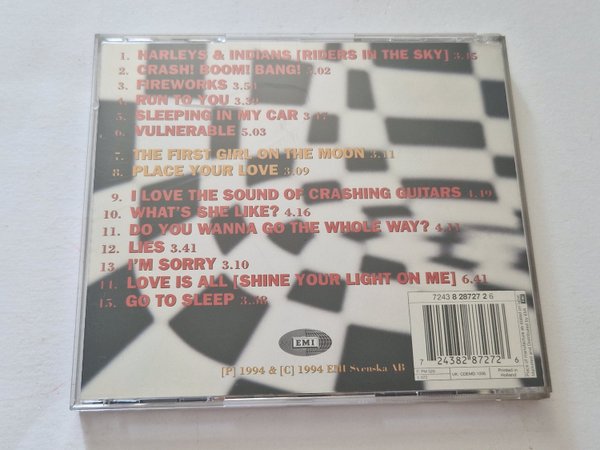 1. HARLEYS & INDIANS [RIDERS IN THE SKY]
2. CRASH! BOOM! BANG!
3. FIREWORKS
4. RUN TO YOU
5. SLEEPING IN MY CAR
6. VULNERABLE 5.03
7. THE FIRST GIRL ON THE MOON 3.11
8. PLACE YOUR LOVE 3.09
9. I LOVE THE SOUND OF CRASHING GUITARS 4.49
10. WHAT'S SHE LIKE? 4.16
11. DO YOU WANNA GO THE WHOLE WAY?
12. LIES 3.41
13. I'M SORRY 3.10
14. LOVE IS ALL [SHINE YOUR LIGHT ON ME] 6.41
15. GO TO SLEEP
7243 8 28727 2 6
7 24382 87272 6
EMI
[P] 1994 & [C] 1994 EMI Svenska AB
Printed in
Holland